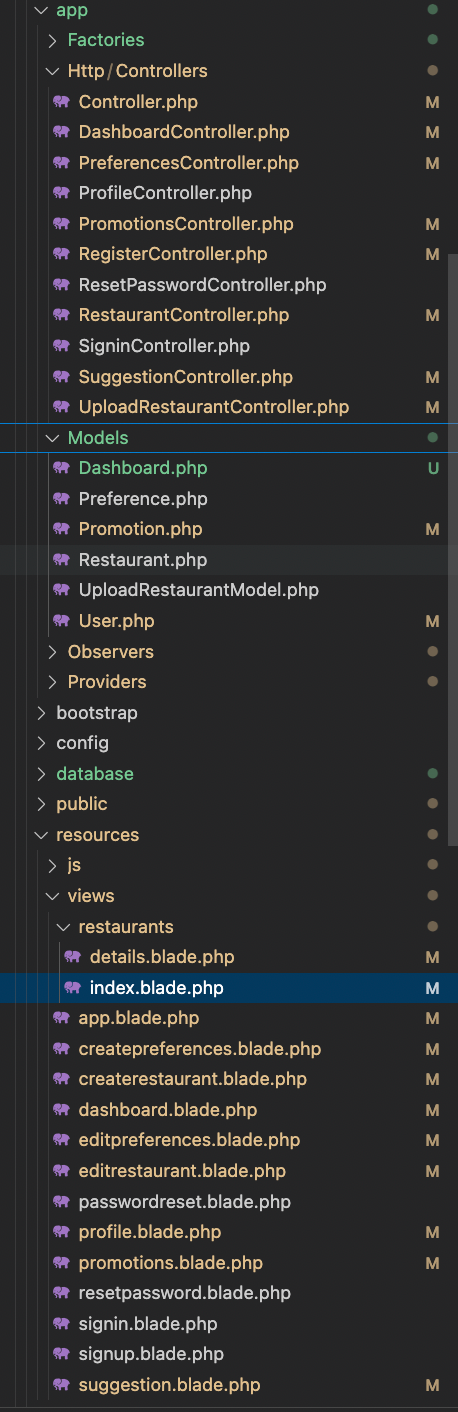 app
Factories
Http/Controllers
Controller.php M
DashboardController.php M
PreferencesController.php M
ProfileController.php
PromotionsController.php M
RegisterController.php M
ResetPasswordController.php
RestaurantController.php M
SigninController.php
SuggestionController.php M
UploadRestaurantController.php M
Models
Dashboard.php U
Preference.php
Promotion.php M
Restaurant.php
UploadRestaurantModel.php
User.php M
Observers
Providers
bootstrap
config
database
public
resources
js
views
restaurants
details.blade.php M
index.blade.php M
app.blade.php M
createpreferences.blade.php M
createrestaurant.blade.php M
dashboard.blade.php M
editpreferences.blade.php M
editrestaurant.blade.php M
passwordreset.blade.php
profile.blade.php M
promotions.blade.php M
resetpassword.blade.php
signin.blade.php
signup.blade.php
suggestion.blade.php M